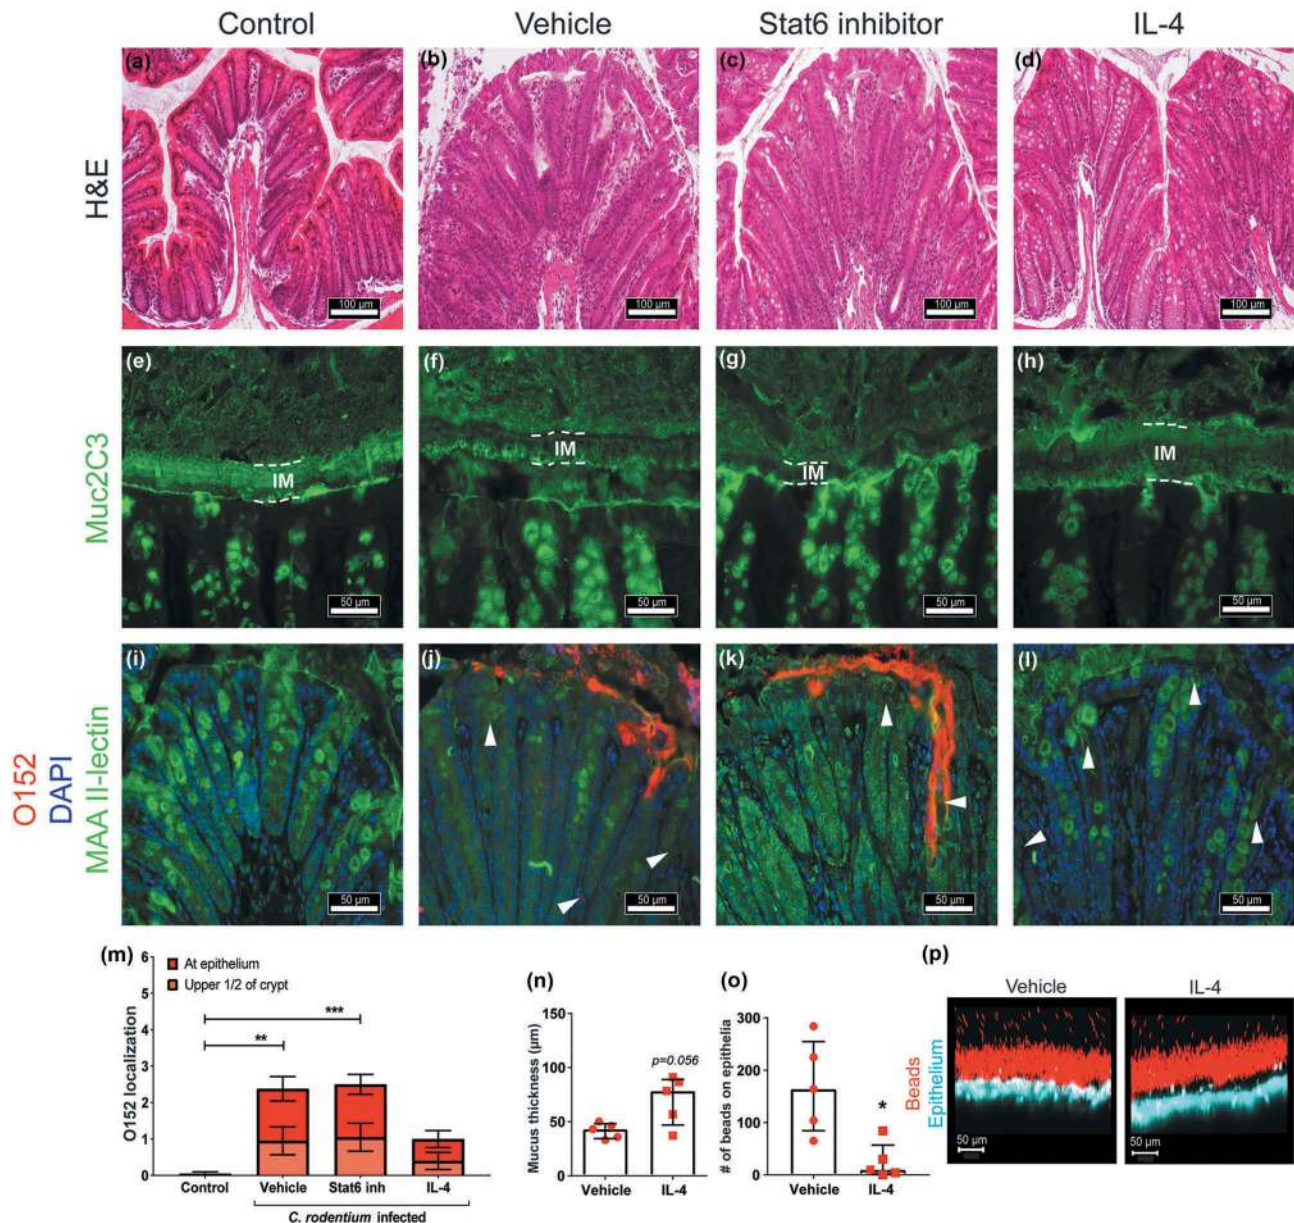 Control Vehicle Stat6 inhibitor IL-4
H&E
(a) (b) (c) (d)
100 µm 100 µm 100 µm 100 µm
Muc2C3
(e) (f) (g) (h)
IM IM IM IM
50 µm 50 µm 50 µm 50 µm
O152
DAPI
MAA II-lectin
(i) (j) (k) (l)
50 µm 50 µm 50 µm 50 µm
(m)
O152 localization
6
5
4
3
2
1
0
At epithelium
Upper 1/2 of crypt
***
**
Control Vehicle Stat6 inh IL-4
C. rodentium infected
(n)
Mucus thickness (µm)
150
100
50
0
p=0.056
Vehicle IL-4
(o)
# of beads on epithelia
300
200
100
0
*
Vehicle IL-4
(p)
Vehicle IL-4
Beads
Epithelium
50 µm 50 µm